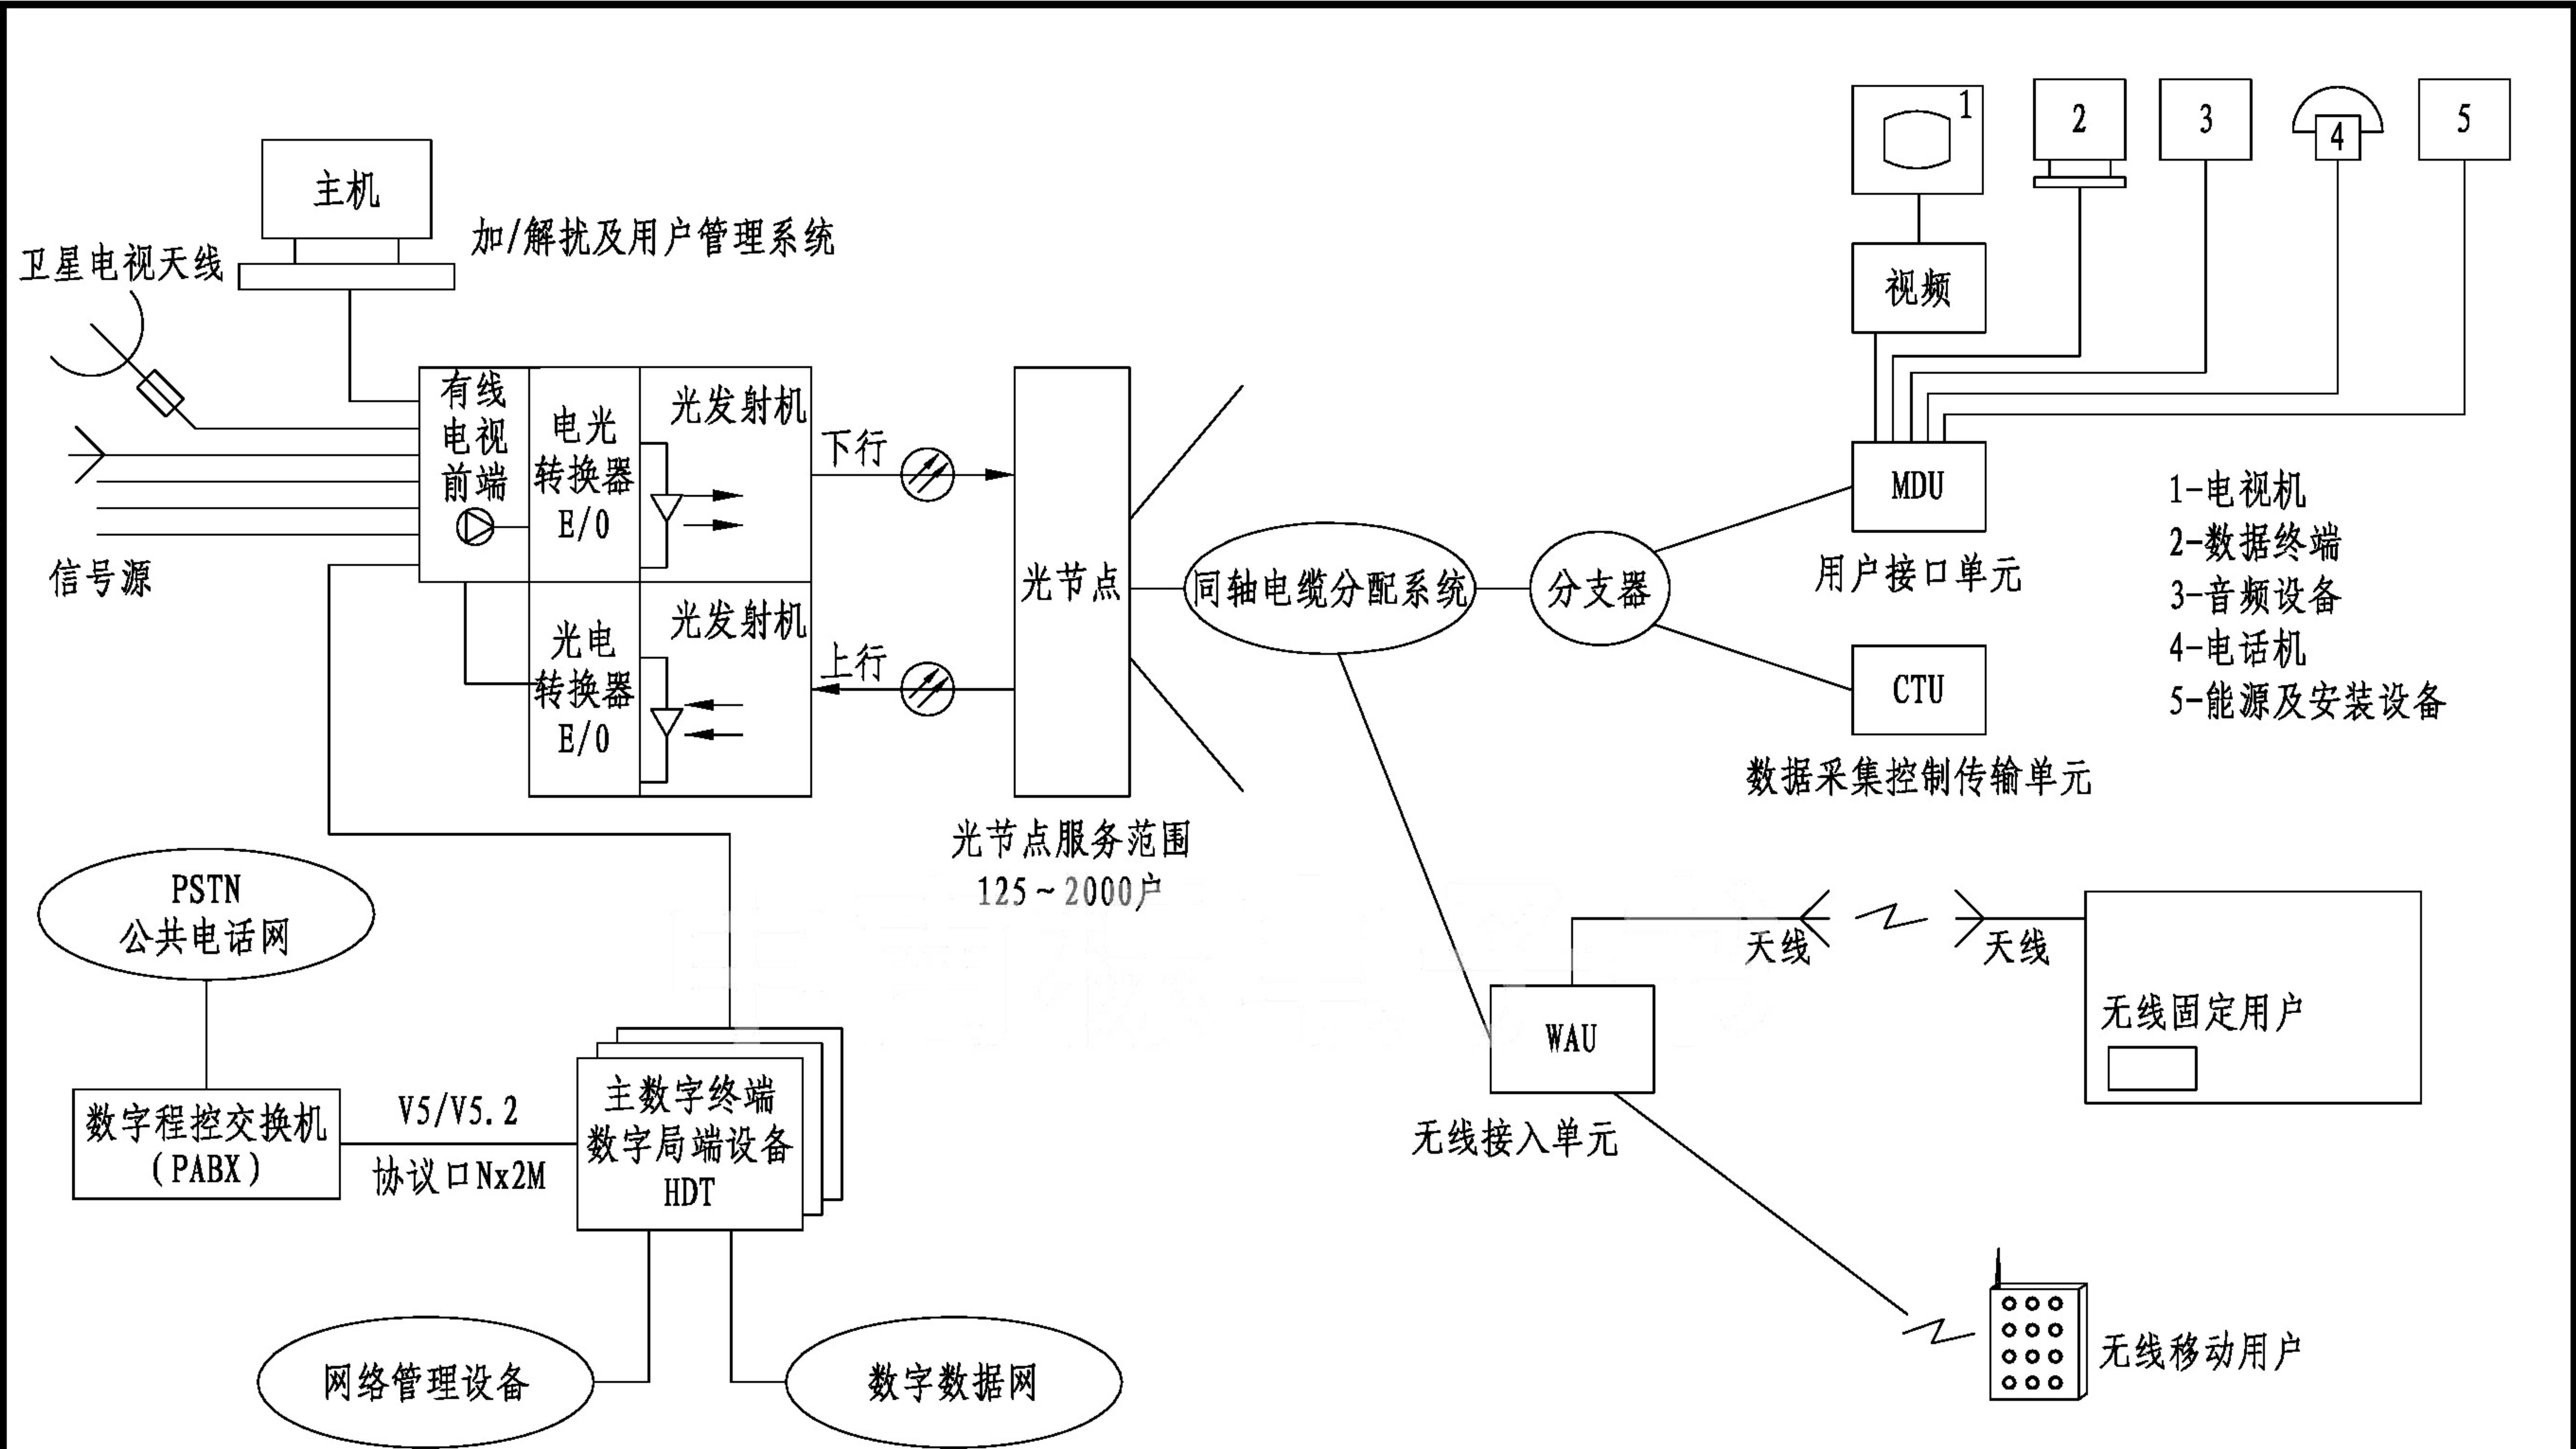 主机
加/解扰及用户管理系统
卫星电视天线
信号源
有线
电视
前端
电光
转换器
E/0
光发射机
光电
转换器
E/0
光发射机
下行
上行
光节点
光节点服务范围
125~2000户
同轴电缆分配系统
分支器
1
2
3
4
5
视频
MDU
用户接口单元
CTU
数据采集控制传输单元
1-电视机
2-数据终端
3-音频设备
4-电话机
5-能源及安装设备
PSTN
公共电话网
数字程控交换机
(PABX)
V5/V5.2
协议口Nx2M
主数字终端
数字局端设备
HDT
网络管理设备
数字数据网
WAU
无线接入单元
天线
天线
无线固定用户
无线移动用户